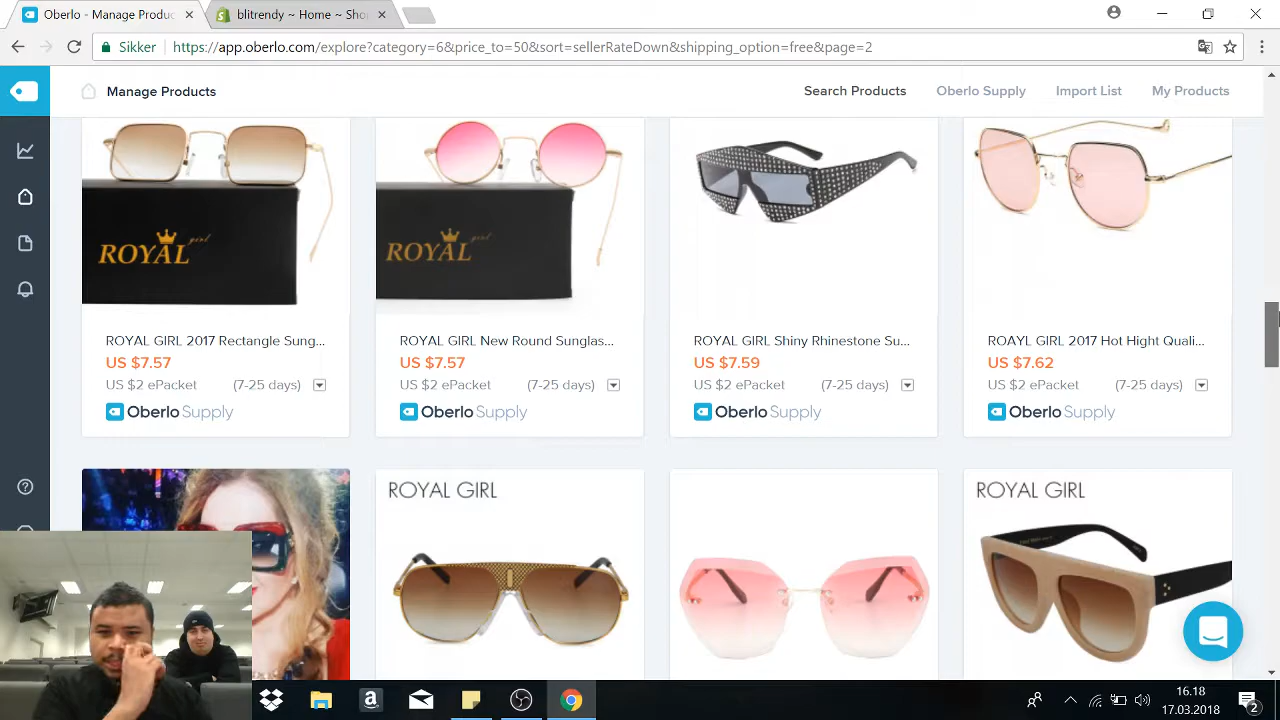 Oberlo - Manage Produc
blitrendy ~ Home ~ Sho
Sikker
https://app.oberlo.com/explore?category=6&price_to=50&sort=sellerRateDown&shipping_option=free&page=2
Manage Products
Search Products
Oberlo Supply
Import List
My Products
ROYAL girl
ROYAL girl
ROYAL GIRL 2017 Rectangle Sung...
ROYAL GIRL New Round Sunglas...
ROYAL GIRL Shiny Rhinestone Su...
ROAYL GIRL 2017 Hot Hight Quali...
US $7.57
US $7.57
US $7.59
US $7.62
US $2 ePacket (7-25 days)
US $2 ePacket (7-25 days)
US $2 ePacket (7-25 days)
US $2 ePacket (7-25 days)
Oberlo Supply
Oberlo Supply
Oberlo Supply
Oberlo Supply
ROYAL GIRL
ROYAL GIRL
16.18
17.03.2018
2